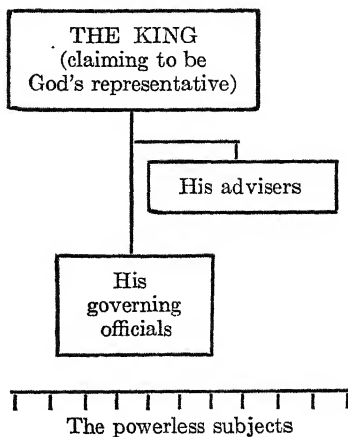 THE KING
(claiming to be
God's representative)
His advisers
His
governing
officials
The powerless subjects